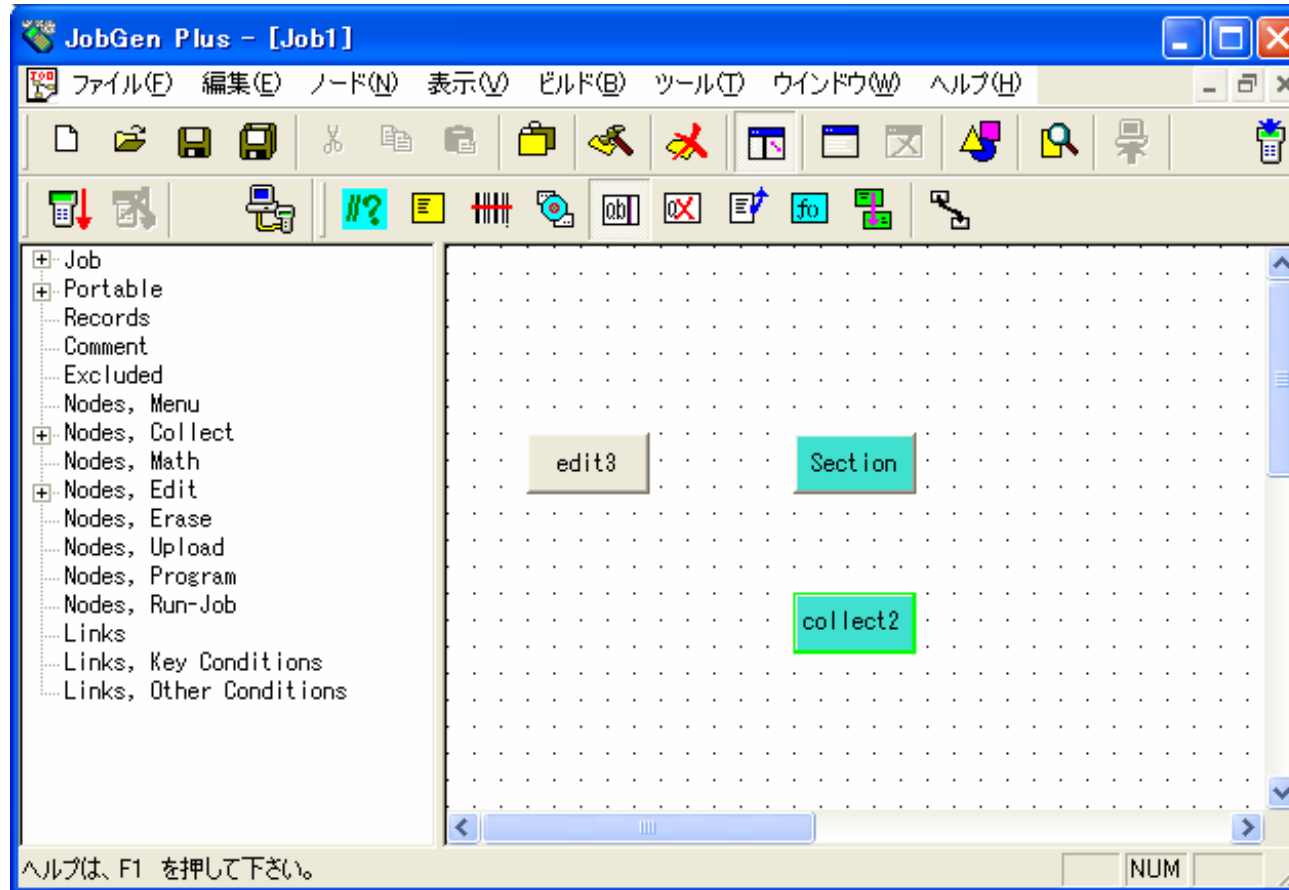 JobGen Plus - [Job1]
ファイル(F) 編集(E) ノード(N) 表示(V) ビルド(B) ツール(T) ウインドウ(W) ヘルプ(H)
//? ab fo
Job
Portable
Records
Comment
Excluded
Nodes, Menu
Nodes, Collect
Nodes, Math
Nodes, Edit
Nodes, Erase
Nodes, Upload
Nodes, Program
Nodes, Run-Job
Links
Links, Key Conditions
Links, Other Conditions
edit3 Section
collect2
ヘルプは、F1 を押して下さい。 NUM